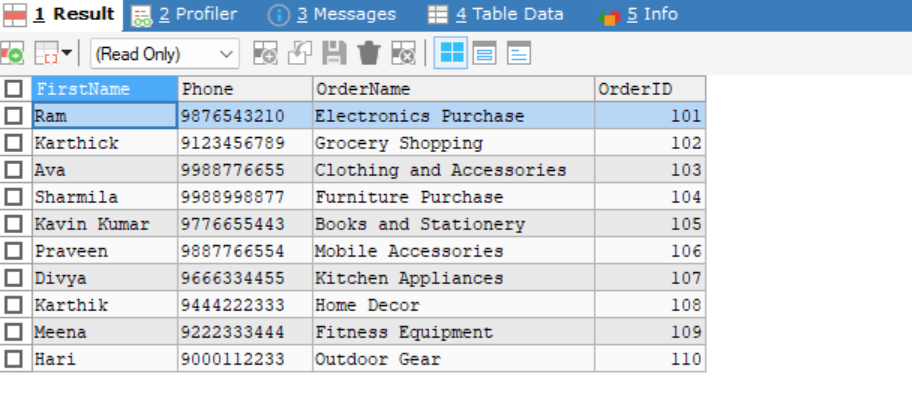 1 Result 2 Profiler 3 Messages 4 Table Data 5 Info
(Read Only)
FirstName Phone OrderName OrderID
Ram 9876543210 Electronics Purchase 101
Karthick 9123456789 Grocery Shopping 102
Ava 9988776655 Clothing and Accessories 103
Sharmila 9988998877 Furniture Purchase 104
Kavin Kumar 9776655443 Books and Stationery 105
Praveen 9887766554 Mobile Accessories 106
Divya 9666334455 Kitchen Appliances 107
Karthik 9444222333 Home Decor 108
Meena 9222333444 Fitness Equipment 109
Hari 9000112233 Outdoor Gear 110